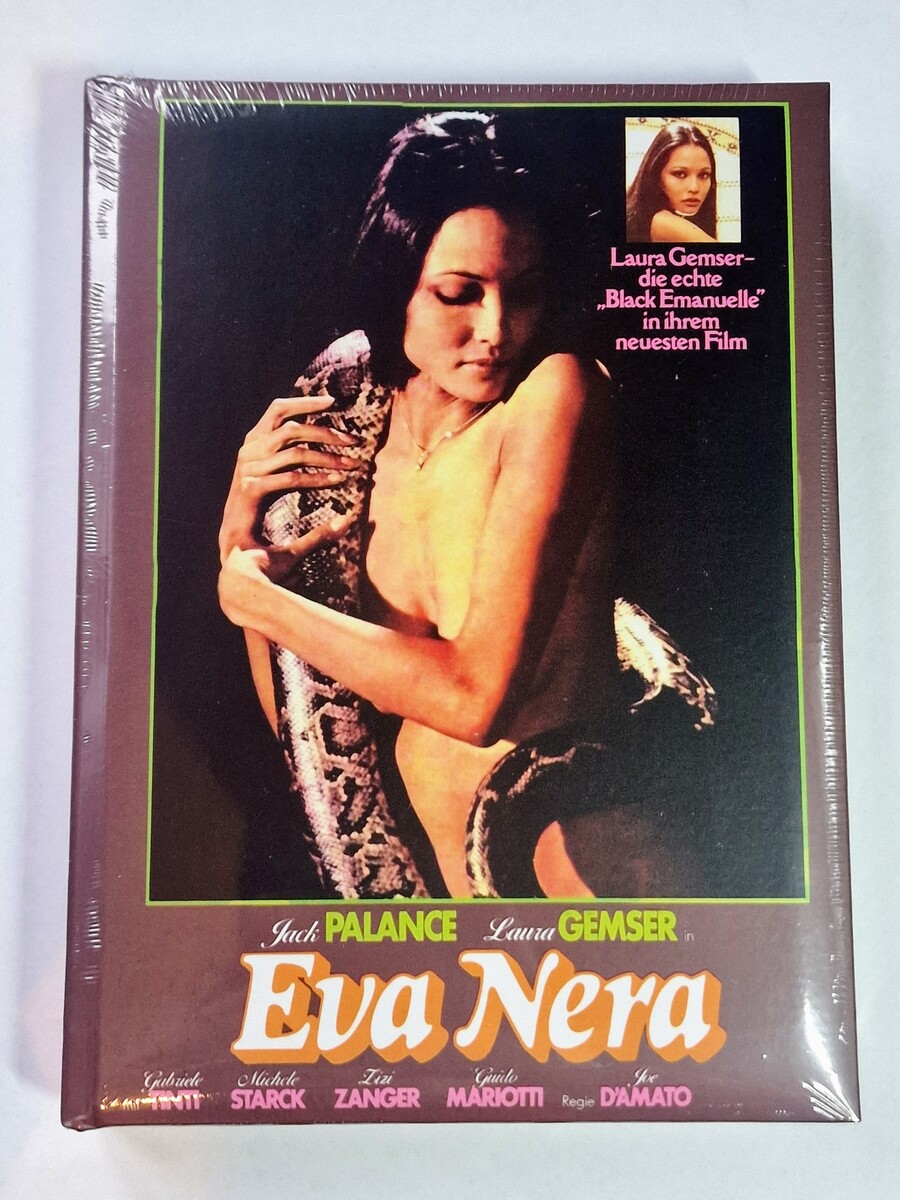 Laura Gemser–
die echte
„Black Emanuelle”
in ihrem
neuesten Film
Jack PALANCE Laura GEMSER in
Eva Nera
Gabriele TINTI Michele STARCK Zizi ZANGER Guido MARIOTTI Regie Joe D'AMATO